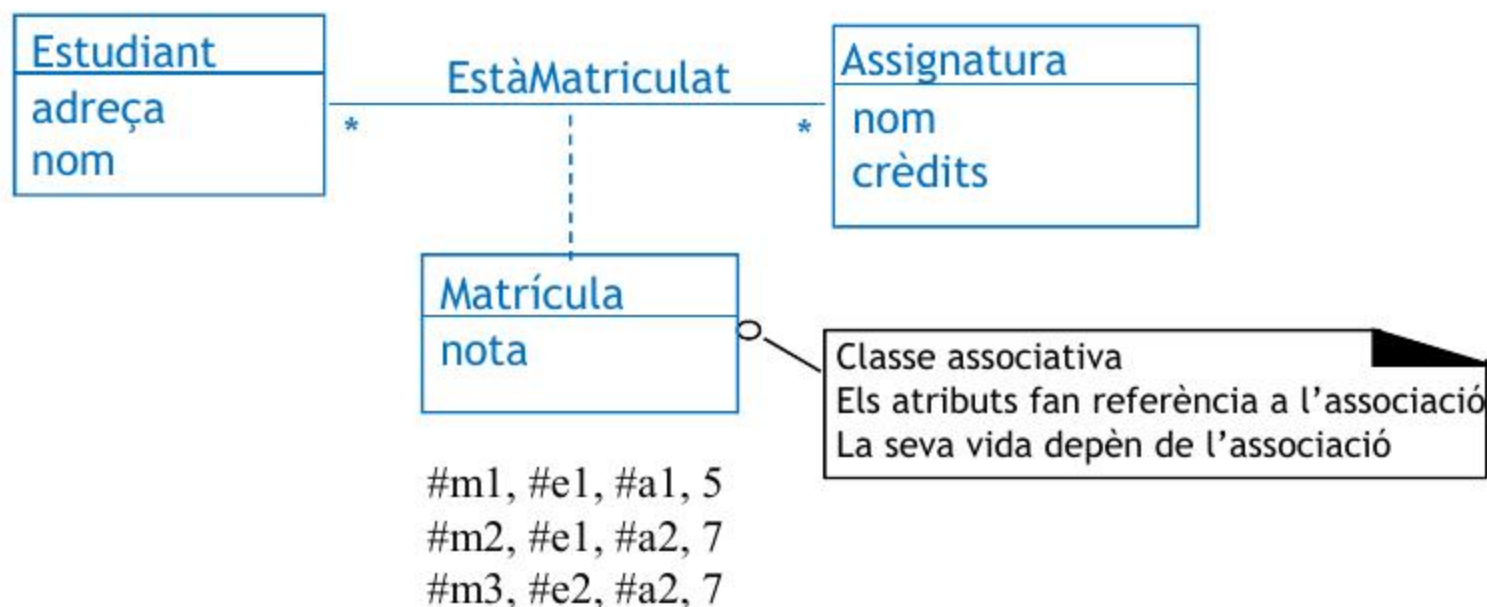 Estudiant
adreça
nom
EstàMatriculat
*
*
Assignatura
nom
crèdits
Matrícula
nota
Classe associativa
Els atributs fan referència a l'associació
La seva vida depèn de l'associació
#m1, #e1, #a1, 5
#m2, #e1, #a2, 7
#m3, #e2, #a2, 7